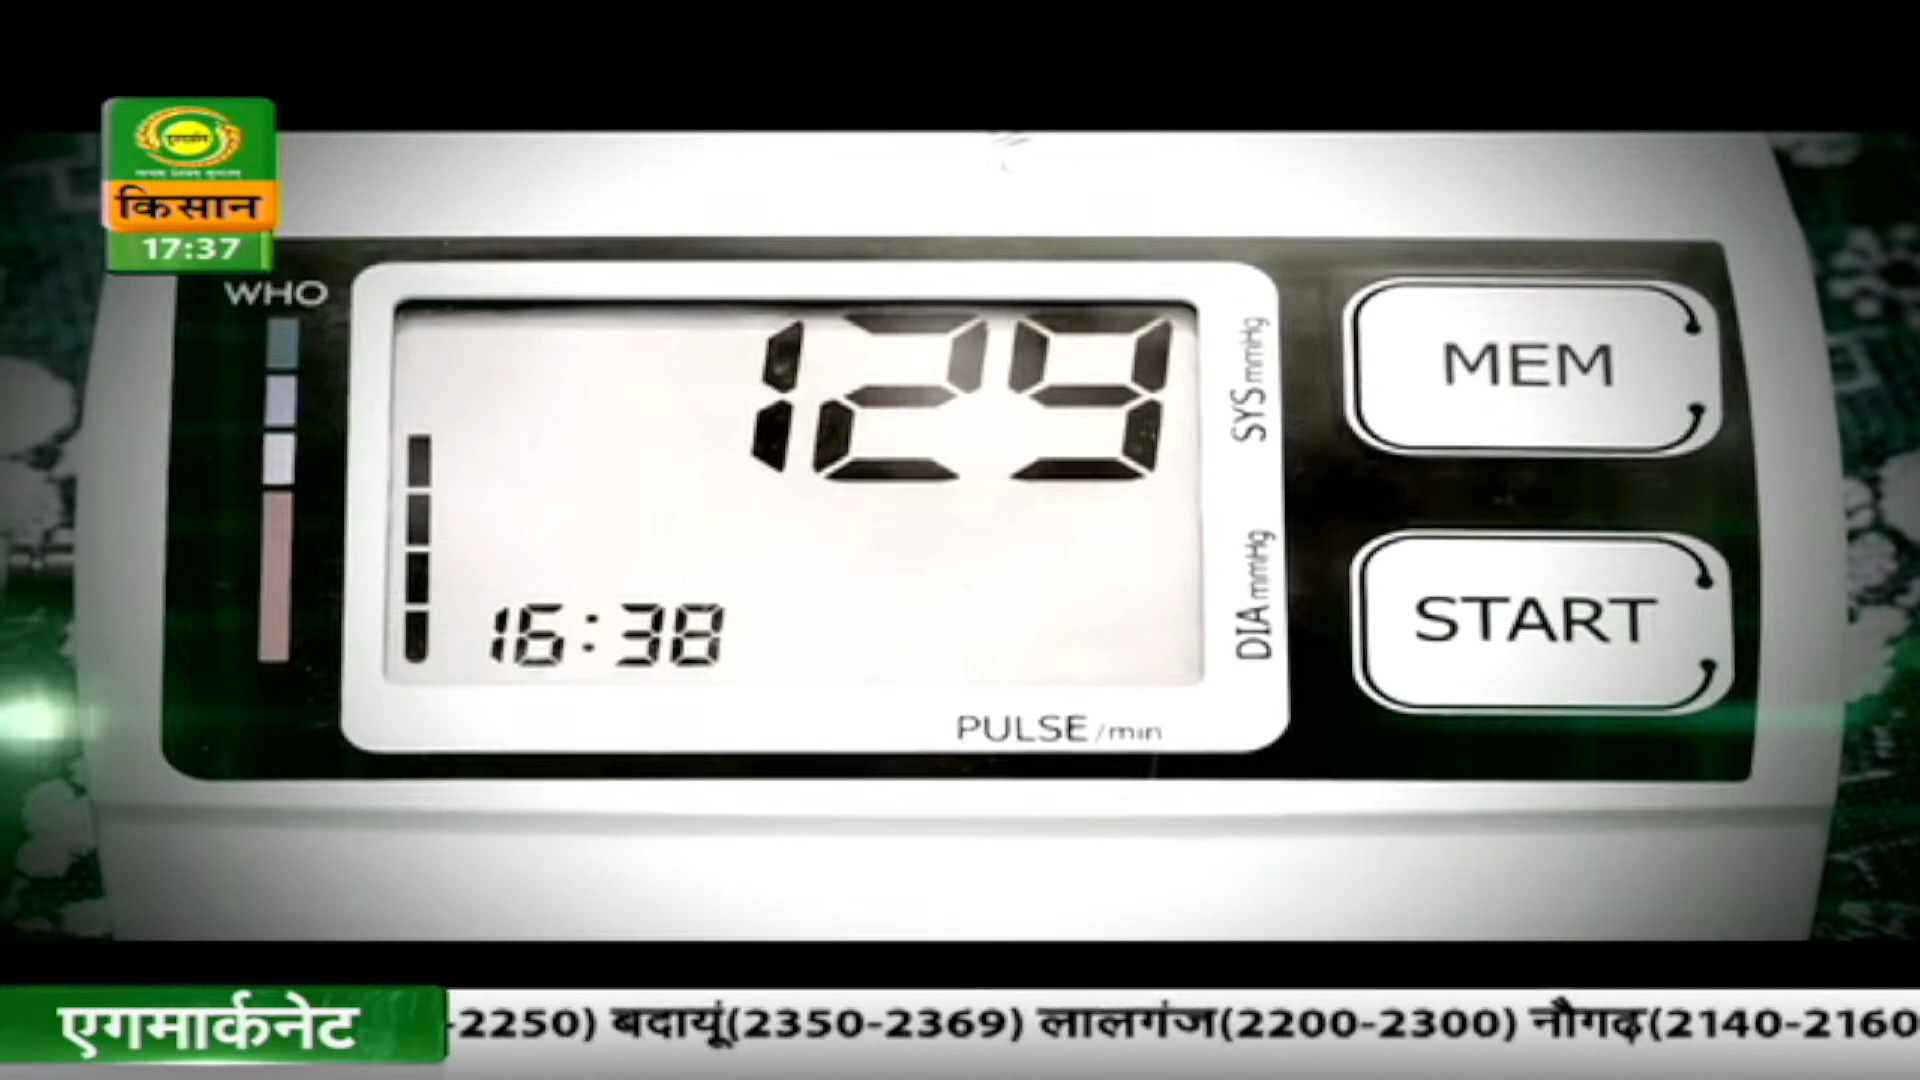 किसान
17:37
WHO
129
SYS mmHg
MEM
DIA mmHg
START
16:38
PULSE /min
एगमार्कनेट
-2250) बदायूं(2350-2369) लालगंज(2200-2300) नौगढ़(2140-2160